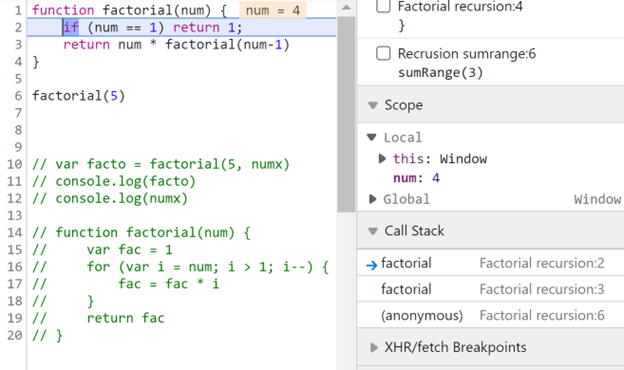 1 function factorial(num) { num = 4
2 if (num == 1) return 1;
3 return num * factorial(num-1)
4 }
5
6 factorial(5)
7
8
9
10 // var facto = factorial(5, numx)
11 // console.log(facto)
12 // console.log(numx)
13
14 // function factorial(num) {
15 // var fac = 1
16 // for (var i = num; i > 1; i--) {
17 // fac = fac * i
18 // }
19 // return fac
20 // }
Factorial recursion:4
}
Recrusion sumrange:6
sumRange(3)
Scope
Local
this: Window
num: 4
Global Window
Call Stack
factorial Factorial recursion:2
factorial Factorial recursion:3
(anonymous) Factorial recursion:6
XHR/fetch Breakpoints